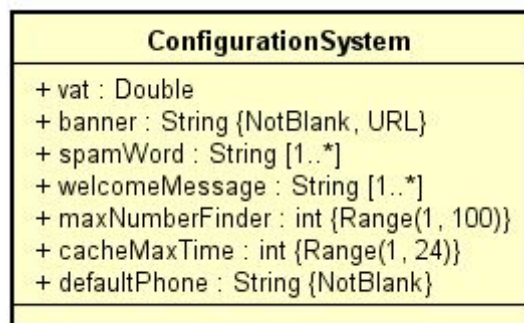 ConfigurationSystem
+ vat : Double
+ banner : String {NotBlank, URL}
+ spamWord : String [1..*]
+ welcomeMessage : String [1..*]
+ maxNumberFinder : int {Range(1, 100)}
+ cacheMaxTime : int {Range(1, 24)}
+ defaultPhone : String {NotBlank}